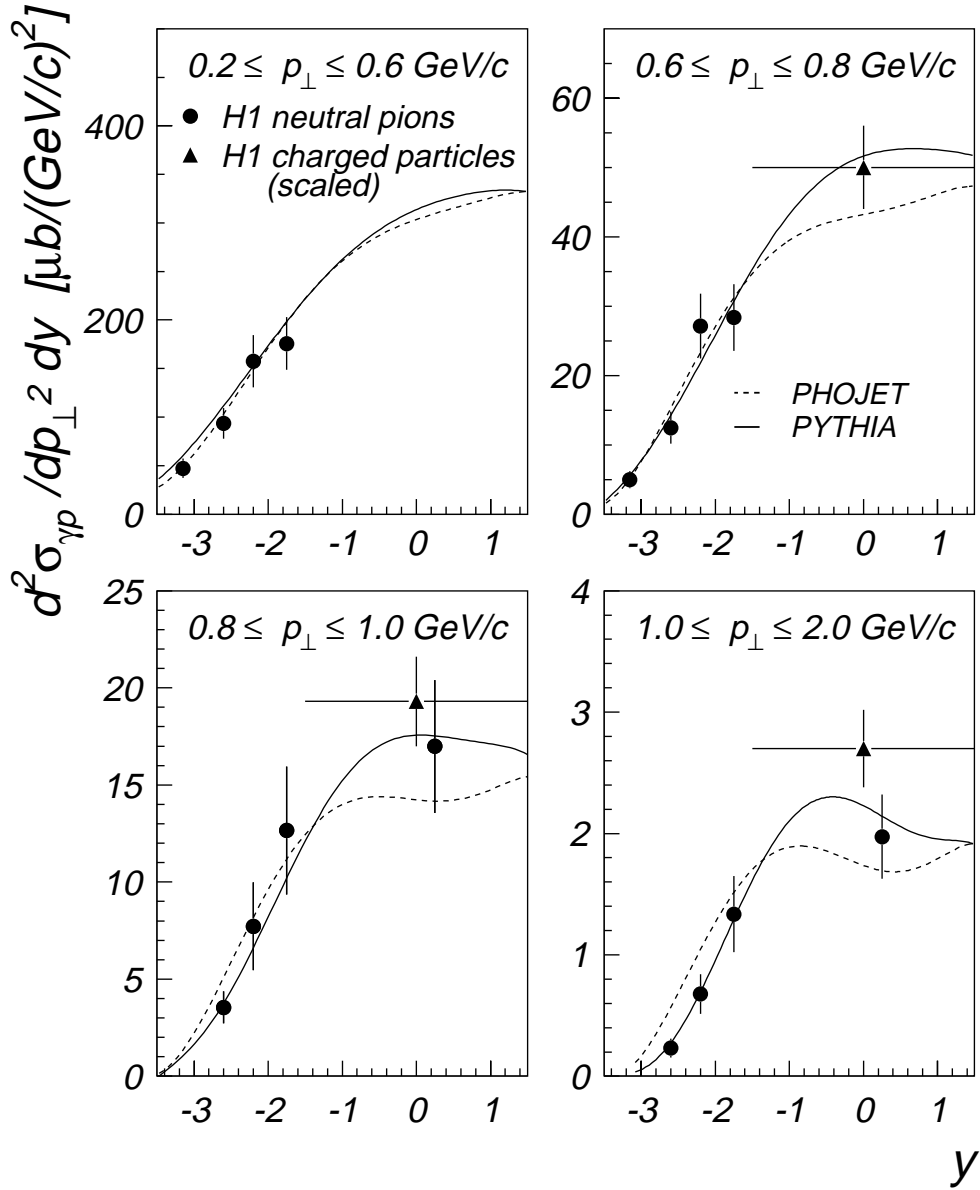 d²σγp/dp⊥² dy [μb/(GeV/c)²]
0.2 ≤ p⊥ ≤ 0.6 GeV/c
H1 neutral pions
H1 charged particles
(scaled)
400
200
0
-3 -2 -1 0 1
0.6 ≤ p⊥ ≤ 0.8 GeV/c
60
40
20
0
PHOJET
PYTHIA
-3 -2 -1 0 1
0.8 ≤ p⊥ ≤ 1.0 GeV/c
25
20
15
10
5
0
-3 -2 -1 0 1
1.0 ≤ p⊥ ≤ 2.0 GeV/c
4
3
2
1
0
-3 -2 -1 0 1
y